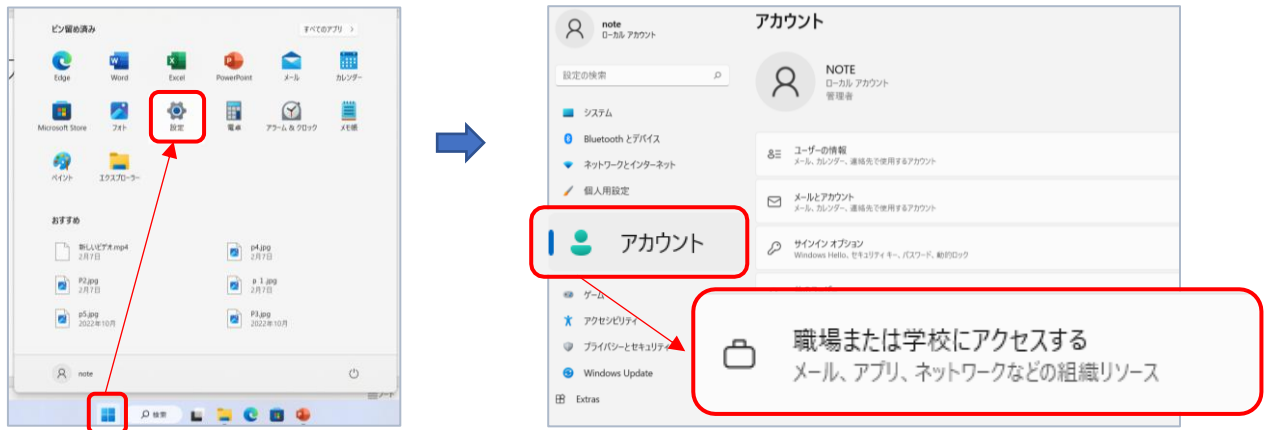 ピン留め済み
すべてのアプリ >
Edge
Word
Excel
PowerPoint
メール
カレンダー
Microsoft Store
フォト
設定
電卓
アラーム & クロック
メモ帳
ペイント
エクスプローラー
おすすめ
新しいビデオ.mp4
2月7日
p4.jpg
2月7日
P2.jpg
2月7日
p 1.jpg
2月7日
p5.jpg
2022年10月
P3.jpg
2022年10月
note
検索
note
ローカル アカウント
設定の検索
システム
Bluetooth とデバイス
ネットワークとインターネット
個人用設定
アカウント
ゲーム
アクセシビリティ
プライバシーとセキュリティ
Windows Update
Extras
アカウント
NOTE
ローカル アカウント
管理者
ユーザーの情報
メール、カレンダー、連絡先で使用するアカウント
メールとアカウント
メール、カレンダー、連絡先で使用するアカウント
サインイン オプション
Windows Hello、セキュリティ キー、パスワード、動的ロック
職場または学校にアクセスする
メール、アプリ、ネットワークなどの組織リソース